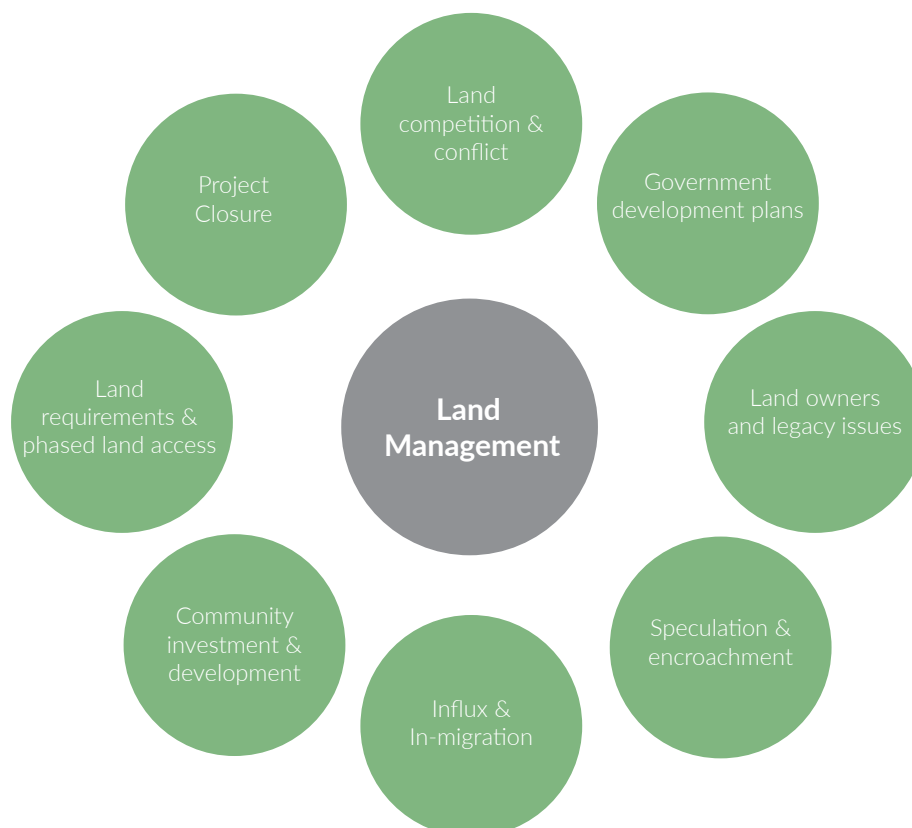 Land
competition &
conflict
Government
development plans
Land owners
and legacy issues
Speculation &
encroachment
Influx &
In-migration
Community
investment &
development
Land
requirements &
phased land access
Project
Closure
Land
Management